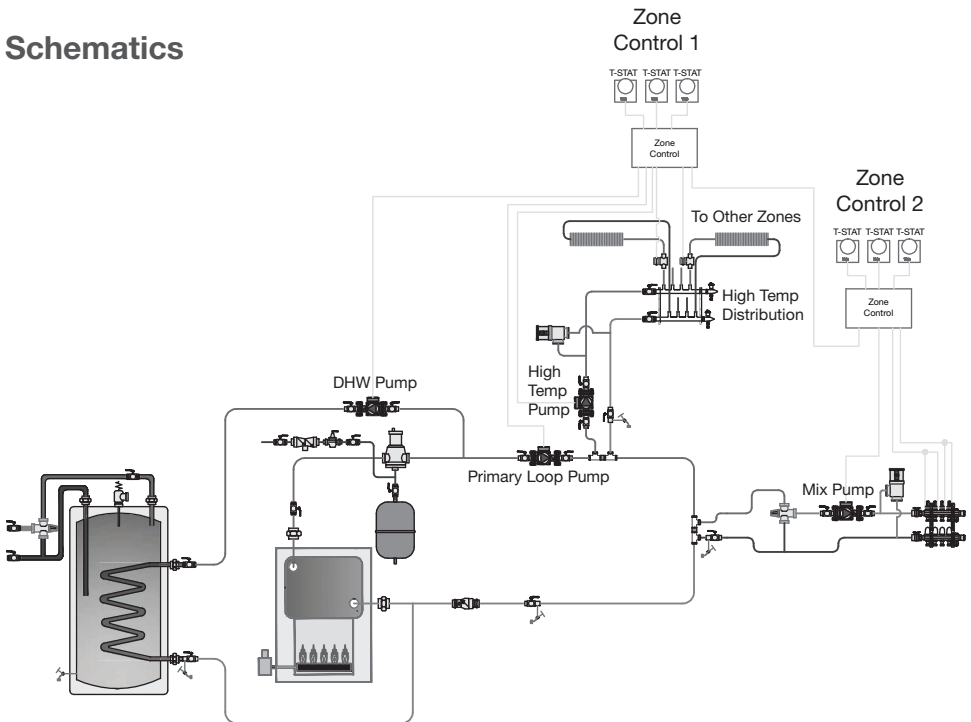 Schematics
Zone
Control 1
T-STAT T-STAT T-STAT
Zone
Control
Zone
Control 2
T-STAT T-STAT T-STAT
Zone
Control
To Other Zones
High Temp
Distribution
High
Temp
Pump
DHW Pump
Primary Loop Pump
Mix Pump